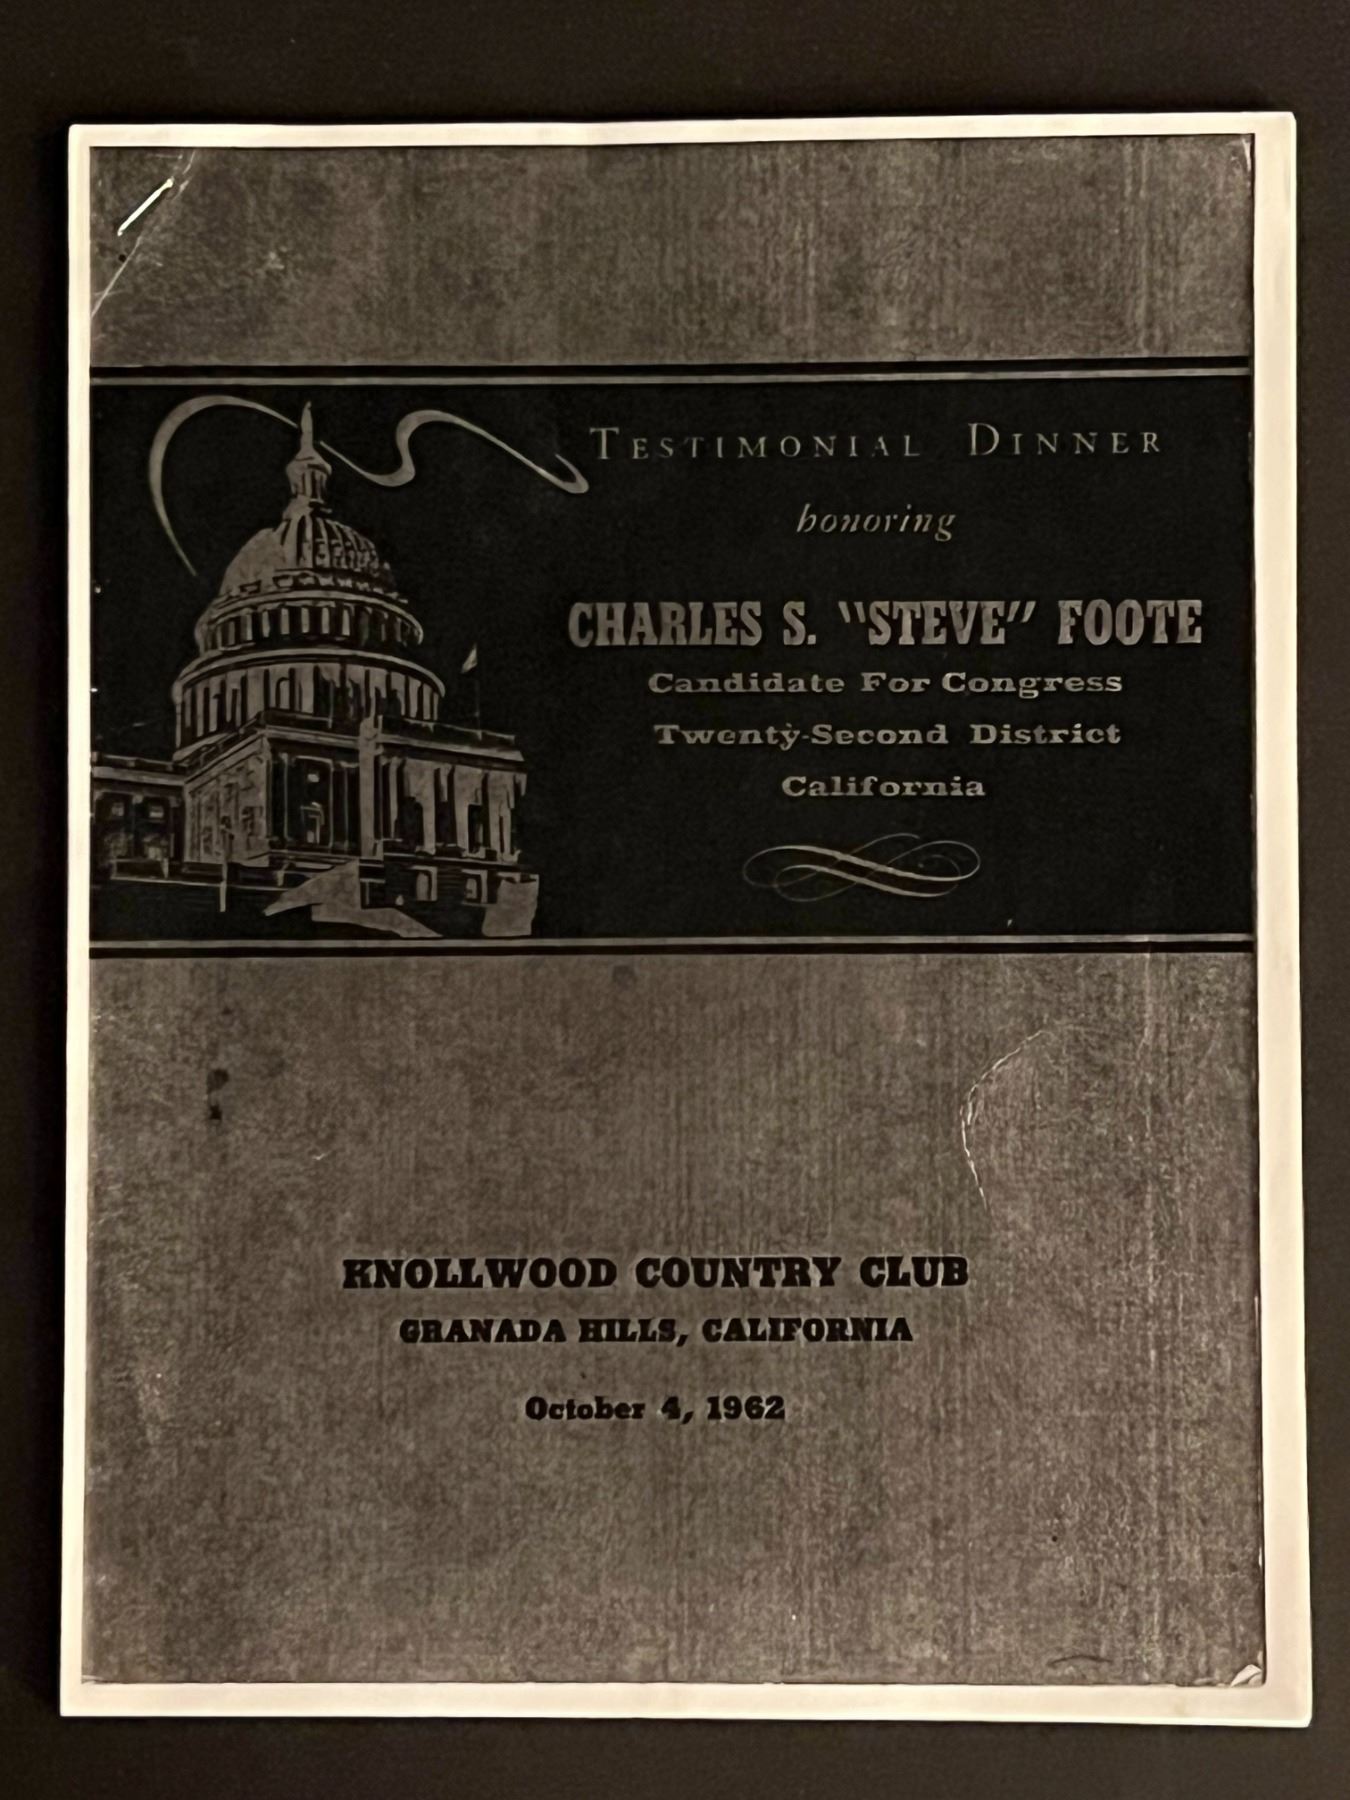 TESTIMONIAL DINNER
honoring
CHARLES S. "STEVE" FOOTE
Candidate For Congress
Twenty-Second District
California
KNOLLWOOD COUNTRY CLUB
GRANADA HILLS, CALIFORNIA
October 4, 1962